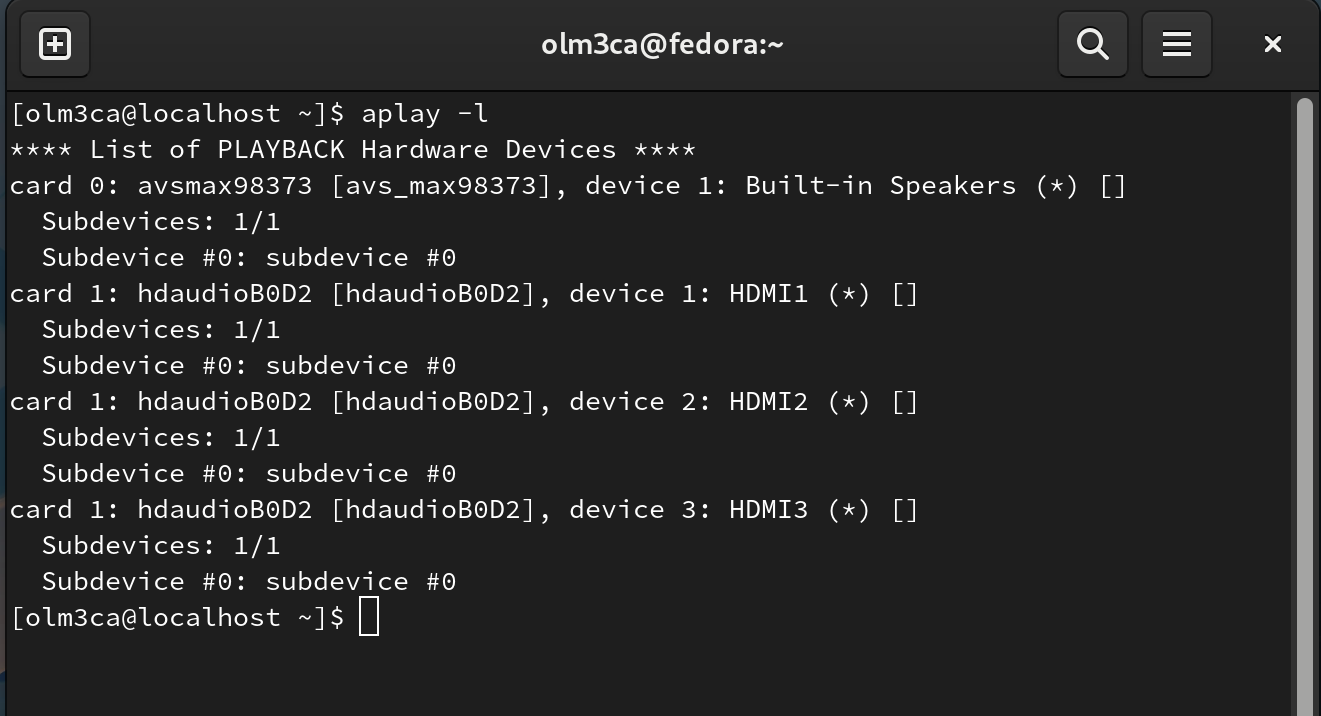 olm3ca@fedora:~
[olm3ca@localhost ~]$ aplay -l
**** List of PLAYBACK Hardware Devices ****
card 0: avsmax98373 [avs_max98373], device 1: Built-in Speakers (*) []
  Subdevices: 1/1
  Subdevice #0: subdevice #0
card 1: hdaudioB0D2 [hdaudioB0D2], device 1: HDMI1 (*) []
  Subdevices: 1/1
  Subdevice #0: subdevice #0
card 1: hdaudioB0D2 [hdaudioB0D2], device 2: HDMI2 (*) []
  Subdevices: 1/1
  Subdevice #0: subdevice #0
card 1: hdaudioB0D2 [hdaudioB0D2], device 3: HDMI3 (*) []
  Subdevices: 1/1
  Subdevice #0: subdevice #0
[olm3ca@localhost ~]$